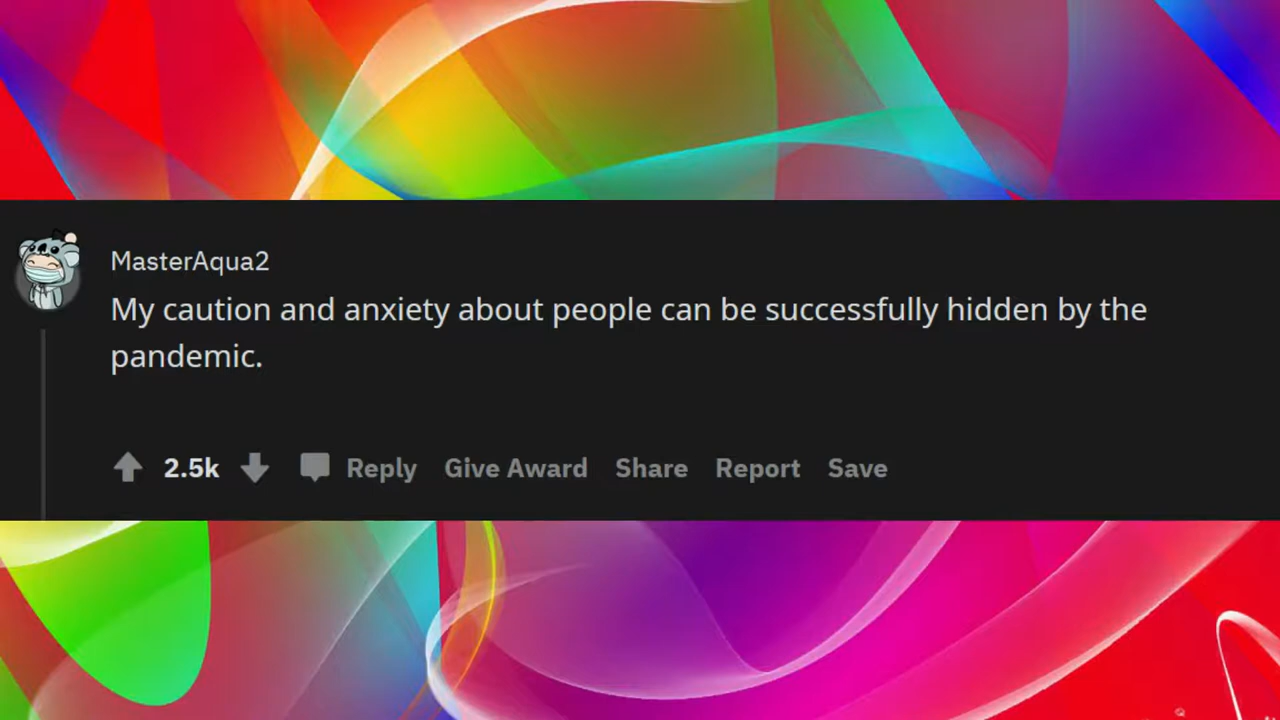 MasterAqua2
My caution and anxiety about people can be successfully hidden by the
pandemic.
2.5k Reply Give Award Share Report Save